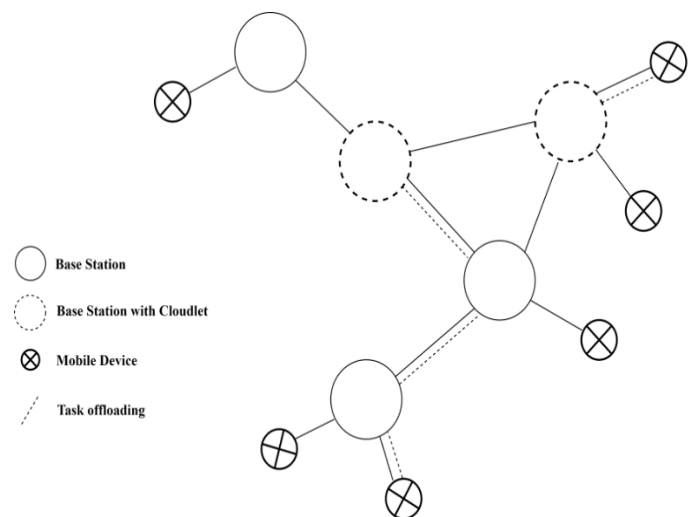 Base Station
Base Station with Cloudlet
Mobile Device
Task offloading